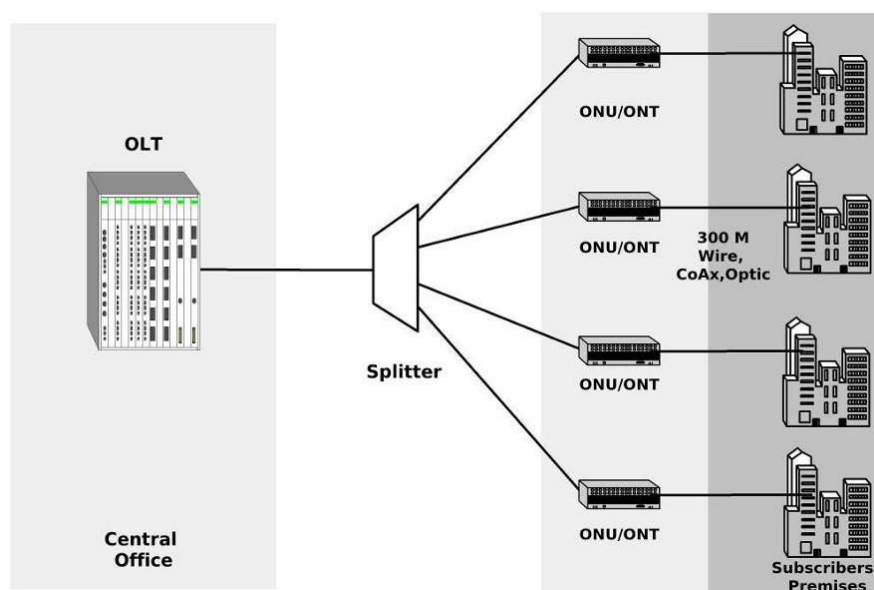 OLT
Central
Office
Splitter
ONU/ONT
ONU/ONT
300 M
Wire,
CoAx,Optic
ONU/ONT
ONU/ONT
Subscribers
Premises